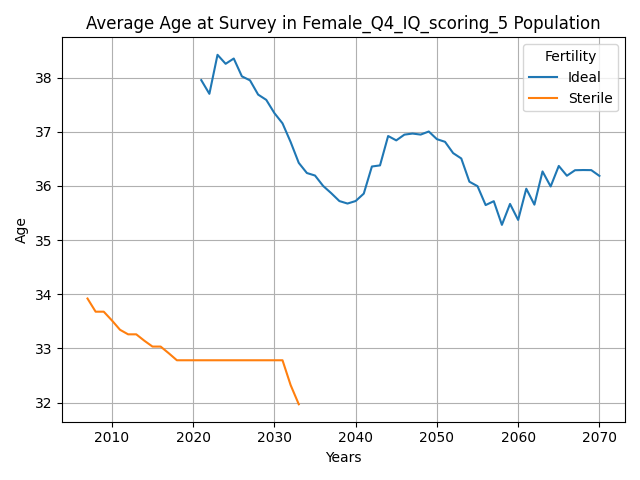 Average Age at Survey in Female_Q4_IQ_scoring_5 Population
Fertility
Ideal
Sterile
Age
38
37
36
35
34
33
32
2010
2020
2030
2040
2050
2060
2070
Years